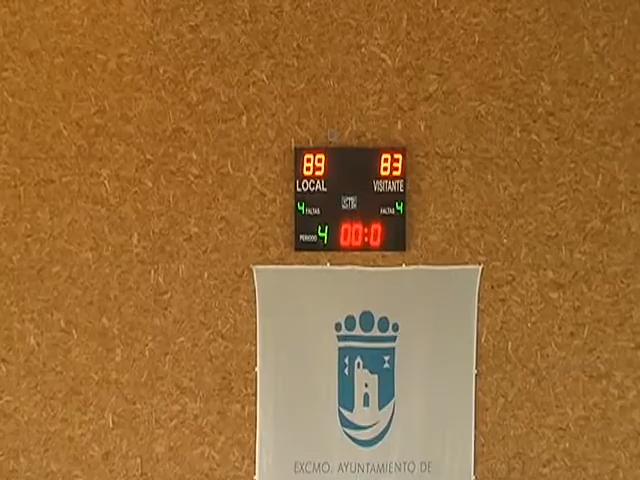 89 83
LOCAL VISITANTE
4 FALTAS FALTAS 4
PERIODO 4 00:0
EXCMO. AYUNTAMIENTO DE